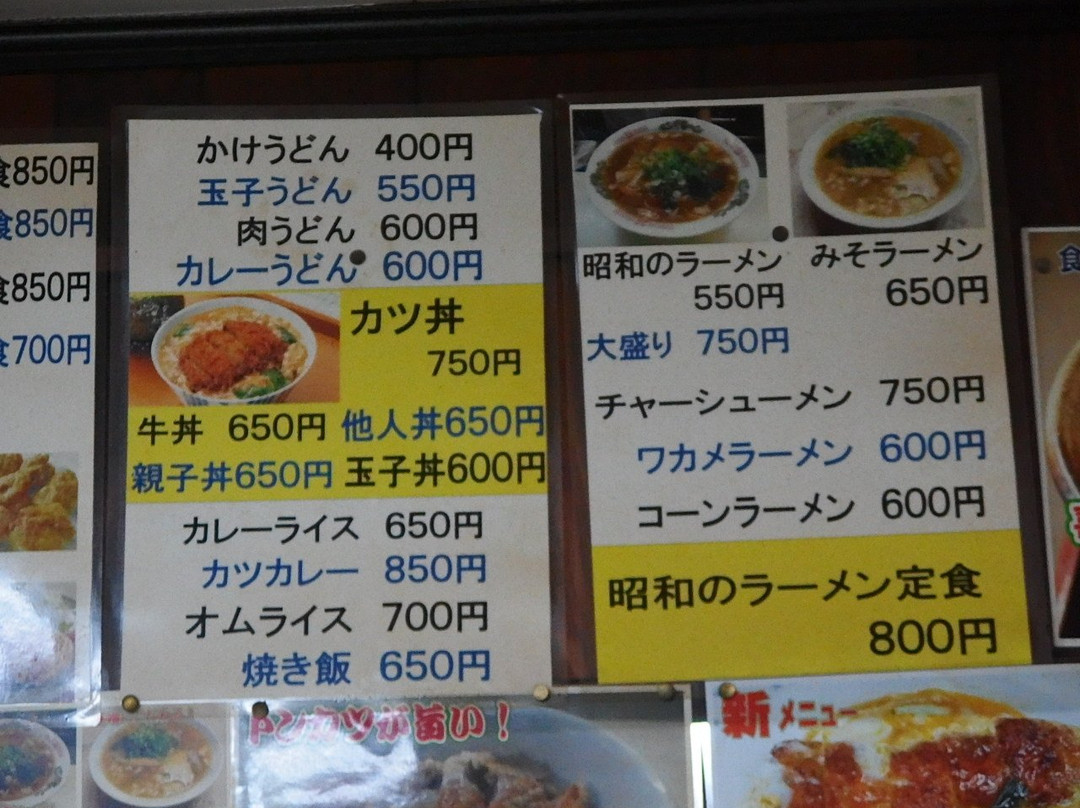 食850円
食850円
食850円
食700円
かけうどん 400円
玉子うどん 550円
肉うどん 600円
カレーうどん 600円
カツ丼
750円
牛丼 650円 他人丼650円
親子丼650円 玉子丼600円
カレーライス 650円
カツカレー 850円
オムライス 700円
焼き飯 650円
昭和のラーメン みそラーメン
550円 650円
大盛り 750円
チャーシューメン 750円
ワカメラーメン 600円
コーンラーメン 600円
昭和のラーメン定食
800円
食
トンカツが旨い！
新メニュー